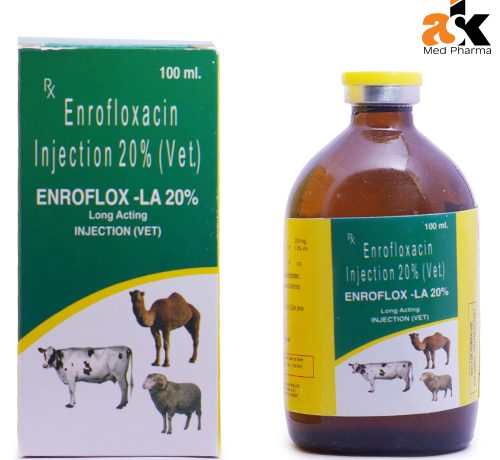 ark
Med Pharma
100 ml.
Rx
Enrofloxacin
Injection 20% (Vet.)
ENROFLOX -LA 20%
Long Acting
INJECTION (VET)
100 ml.
Rx
Enrofloxacin
Injection 20% (Vet.)
ENROFLOX -LA 20%
Long Acting
INJECTION (VET)